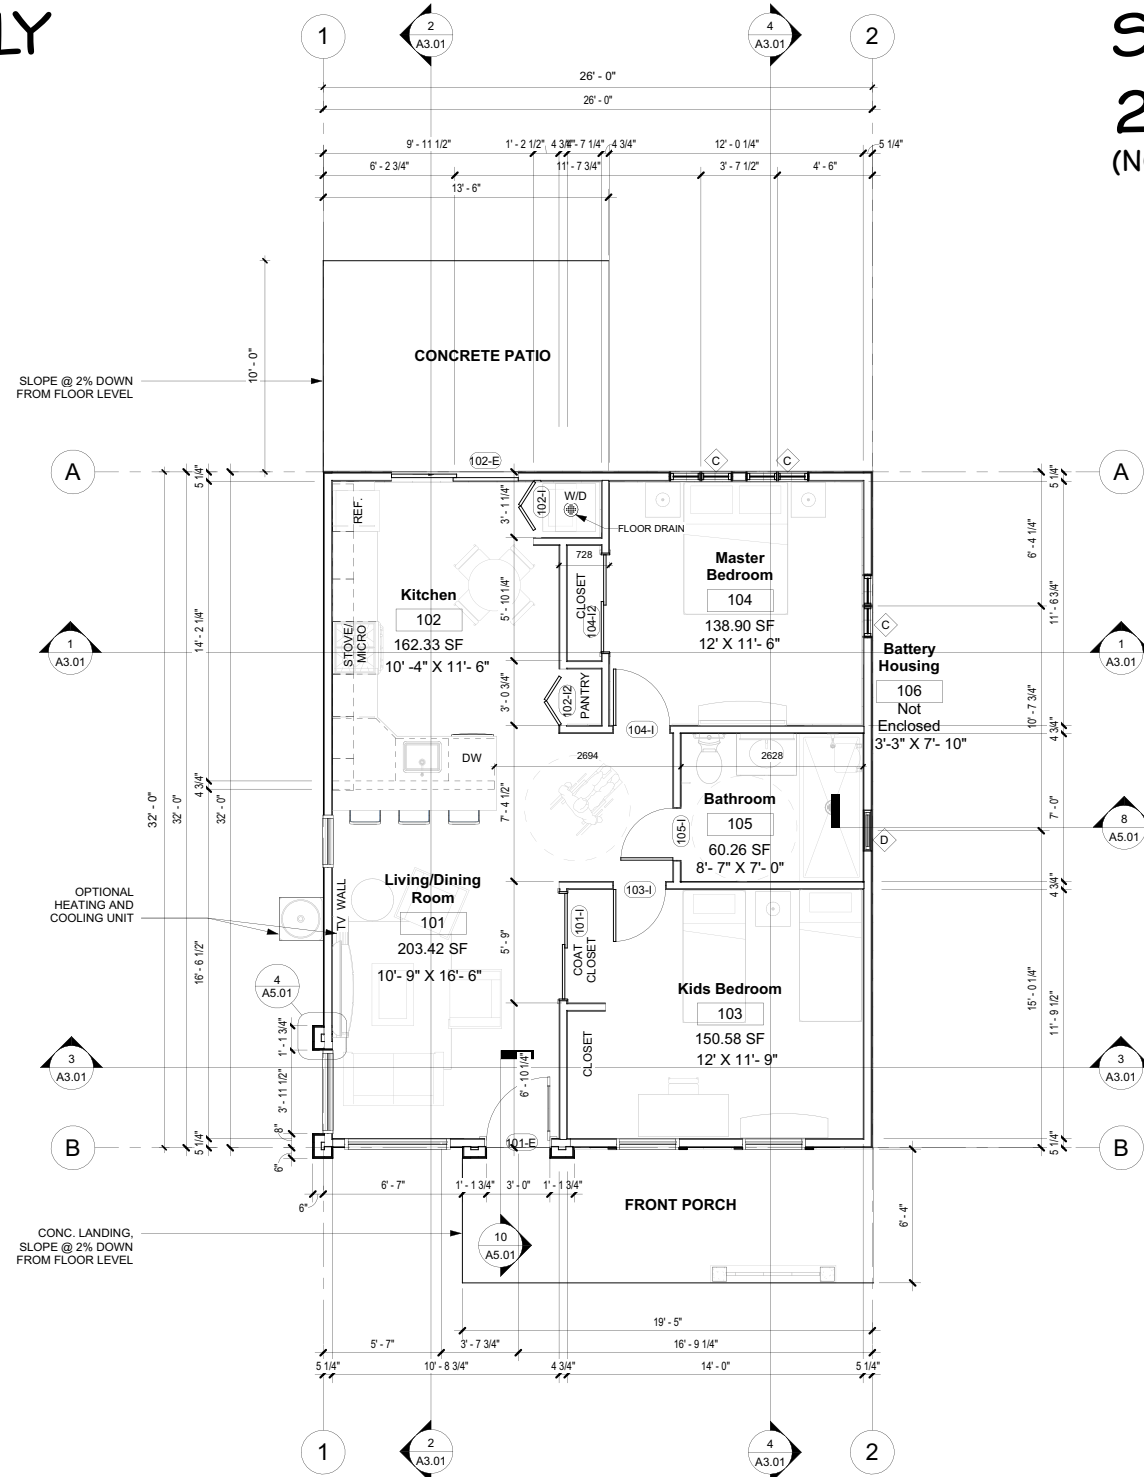 LY
S
2
(N
1
2
A3.01
4
A3.01
2
26' - 0"
26' - 0"
9' - 11 1/2"
1' - 2 1/2"
4 3/4"
- 7 1/4"
4 3/4"
12' - 0 1/4"
5 1/4"
6' - 2 3/4"
11' - 7 3/4"
3' - 7 1/2"
4' - 6"
13' - 6"
10' - 0"
CONCRETE PATIO
SLOPE @ 2% DOWN
FROM FLOOR LEVEL
A
102-E
C
C
A
5 1/4"
REF.
3' - 1 1/4"
102-I
W/D
FLOOR DRAIN
5 1/4"
6' - 4 1/4"
728
Master
Bedroom
104
138.90 SF
12' X 11'- 6"
Kitchen
102
162.33 SF
10' -4" X 11'- 6"
5' - 10 1/4"
CLOSET
104-I2
11' - 6 3/4"
STOVE/
MICRO
14' - 2 1/4"
C
1
A3.01
1
A3.01
Battery
Housing
106
Not
Enclosed
3'-3" X 7'- 10"
3' - 0 3/4"
102-I2
PANTRY
104-I
10' - 7 3/4"
4 3/4"
DW
2694
2628
4 3/4"
32' - 0"
32' - 0"
32' - 0"
7' - 4 1/2"
Bathroom
105
60.26 SF
8'- 7" X 7'- 0"
105-I
7' - 0"
8
A5.01
D
OPTIONAL
HEATING AND
COOLING UNIT
TV WALL
Living/Dining
Room
101
203.42 SF
10'- 9" X 16'- 6"
103-I
4 3/4"
16' - 6 1/2"
5' - 9"
101-I
COAT
CLOSET
4
A5.01
Kids Bedroom
103
150.58 SF
12' X 11'- 9"
15' - 0 1/4"
11' - 9 1/2"
1' - 1 3/4"
3
A3.01
CLOSET
6' - 10 1/4"
3
A3.01
3' - 11 1/2"
8"
B
5 1/4"
6"
101-E
5 1/4"
B
6' - 7"
1' - 1 3/4"
3' - 0"
1' - 1 3/4"
6"
FRONT PORCH
6' - 4"
CONC. LANDING,
SLOPE @ 2% DOWN
FROM FLOOR LEVEL
10
A5.01
19' - 5"
5' - 7"
3' - 7 3/4"
16' - 9 1/4"
5 1/4"
10' - 8 3/4"
4 3/4"
14' - 0"
5 1/4"
1
2
A3.01
4
A3.01
2